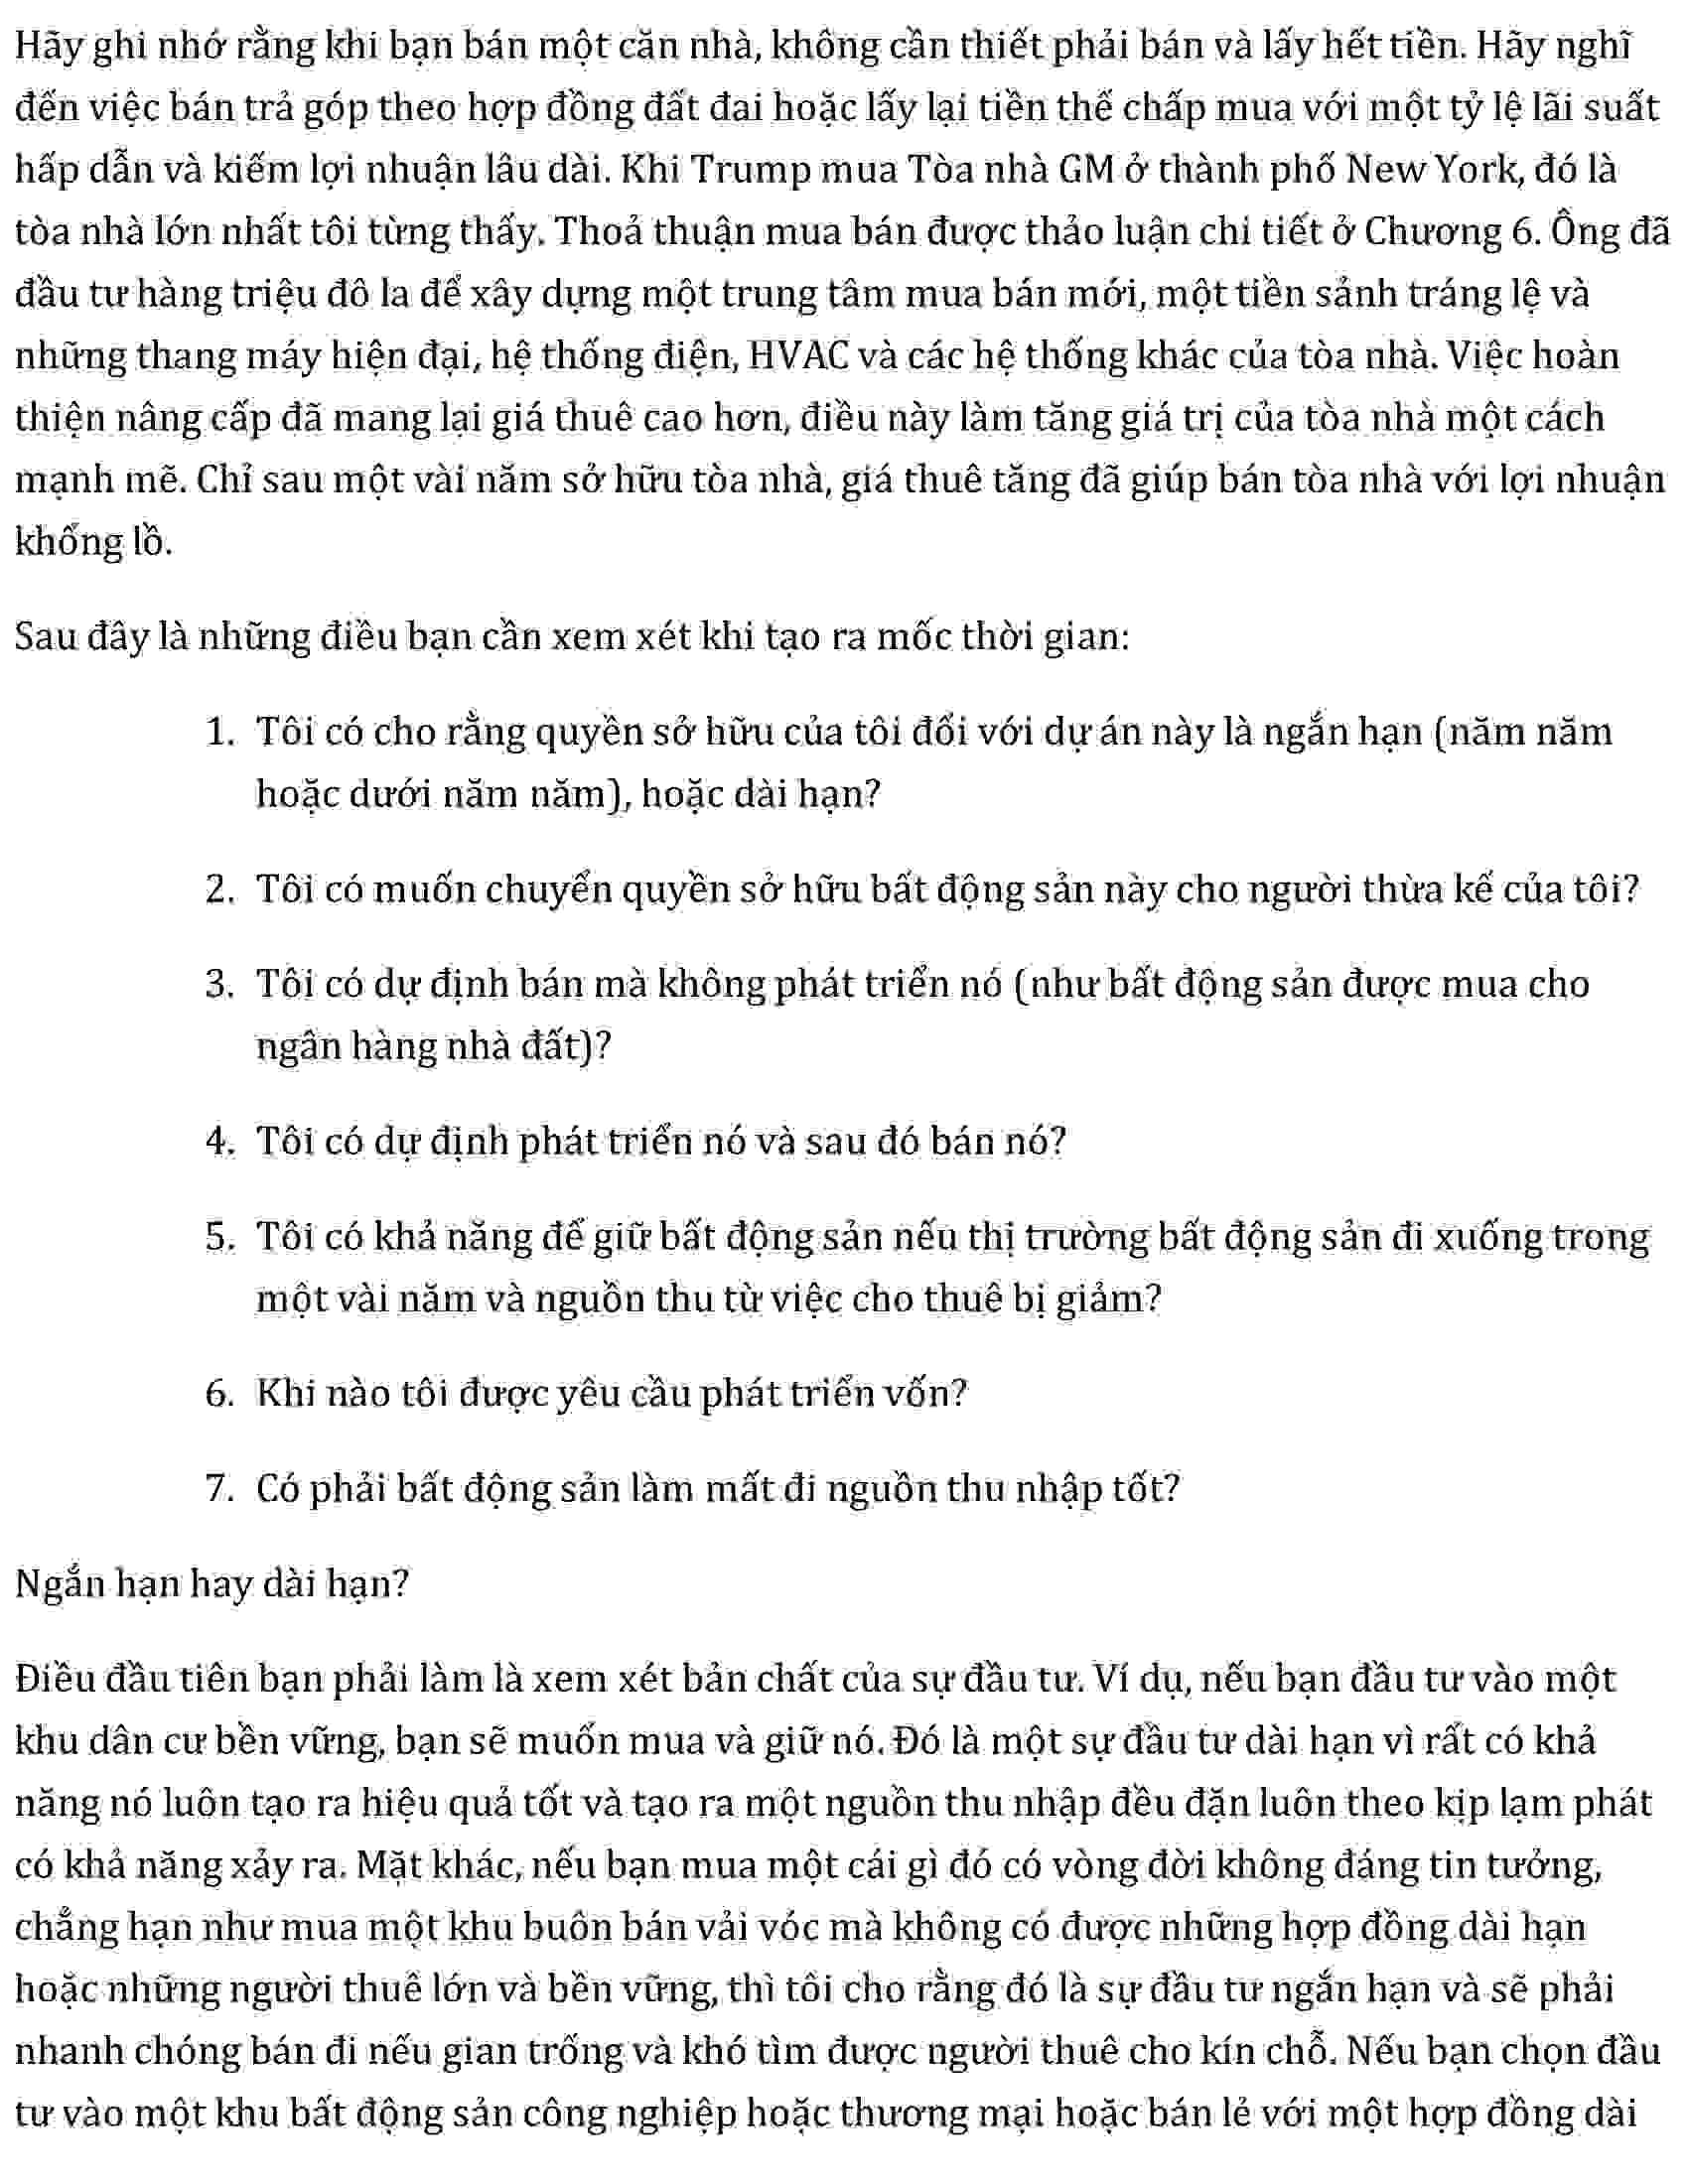 Hãy ghi nhớ rằng khi bạn bán một căn nhà, không cần thiết phải bán và lấy hết tiền. Hãy nghĩ
đến việc bán trả góp theo hợp đồng đất đai hoặc lấy lại tiền thế chấp mua với một tỷ lệ lãi suất
hấp dẫn và kiếm lợi nhuận lâu dài. Khi Trump mua Tòa nhà GM ở thành phố New York, đó là
tòa nhà lớn nhất tôi từng thấy. Thoả thuận mua bán được thảo luận chi tiết ở Chương 6. Ông đã
đầu tư hàng triệu đô la để xây dựng một trung tâm mua bán mới, một tiền sảnh tráng lệ và
những thang máy hiện đại, hệ thống điện, HVAC và các hệ thống khác của tòa nhà. Việc hoàn
thiện nâng cấp đã mang lại giá thuê cao hơn, điều này làm tăng giá trị của tòa nhà một cách
mạnh mẽ. Chỉ sau một vài năm sở hữu tòa nhà, giá thuê tăng đã giúp bán tòa nhà với lợi nhuận
khổng lồ.
Sau đây là những điều bạn cần xem xét khi tạo ra mốc thời gian:
1. Tôi có cho rằng quyền sở hữu của tôi đối với dự án này là ngắn hạn (năm năm
hoặc dưới năm năm), hoặc dài hạn?
2. Tôi có muốn chuyển quyền sở hữu bất động sản này cho người thừa kế của tôi?
3. Tôi có dự định bán mà không phát triển nó (như bất động sản được mua cho
ngân hàng nhà đất)?
4. Tôi có dự định phát triển nó và sau đó bán nó?
5. Tôi có khả năng để giữ bất động sản nếu thị trường bất động sản đi xuống trong
một vài năm và nguồn thu từ việc cho thuê bị giảm?
6. Khi nào tôi được yêu cầu phát triển vốn?
7. Có phải bất động sản làm mất đi nguồn thu nhập tốt?
Ngắn hạn hay dài hạn?
Điều đầu tiên bạn phải làm là xem xét bản chất của sự đầu tư. Ví dụ, nếu bạn đầu tư vào một
khu dân cư bền vững, bạn sẽ muốn mua và giữ nó. Đó là một sự đầu tư dài hạn vì rất có khả
năng nó luôn tạo ra hiệu quả tốt và tạo ra một nguồn thu nhập đều đặn luôn theo kịp lạm phát
có khả năng xảy ra. Mặt khác, nếu bạn mua một cái gì đó có vòng đời không đáng tin tưởng,
chẳng hạn như mua một khu buôn bán vải vóc mà không có được những hợp đồng dài hạn
hoặc những người thuê lớn và bền vững, thì tôi cho rằng đó là sự đầu tư ngắn hạn và sẽ phải
nhanh chóng bán đi nếu gian trống và khó tìm được người thuê cho kín chỗ. Nếu bạn chọn đầu
tư vào một khu bất động sản công nghiệp hoặc thương mại hoặc bán lẻ với một hợp đồng dài